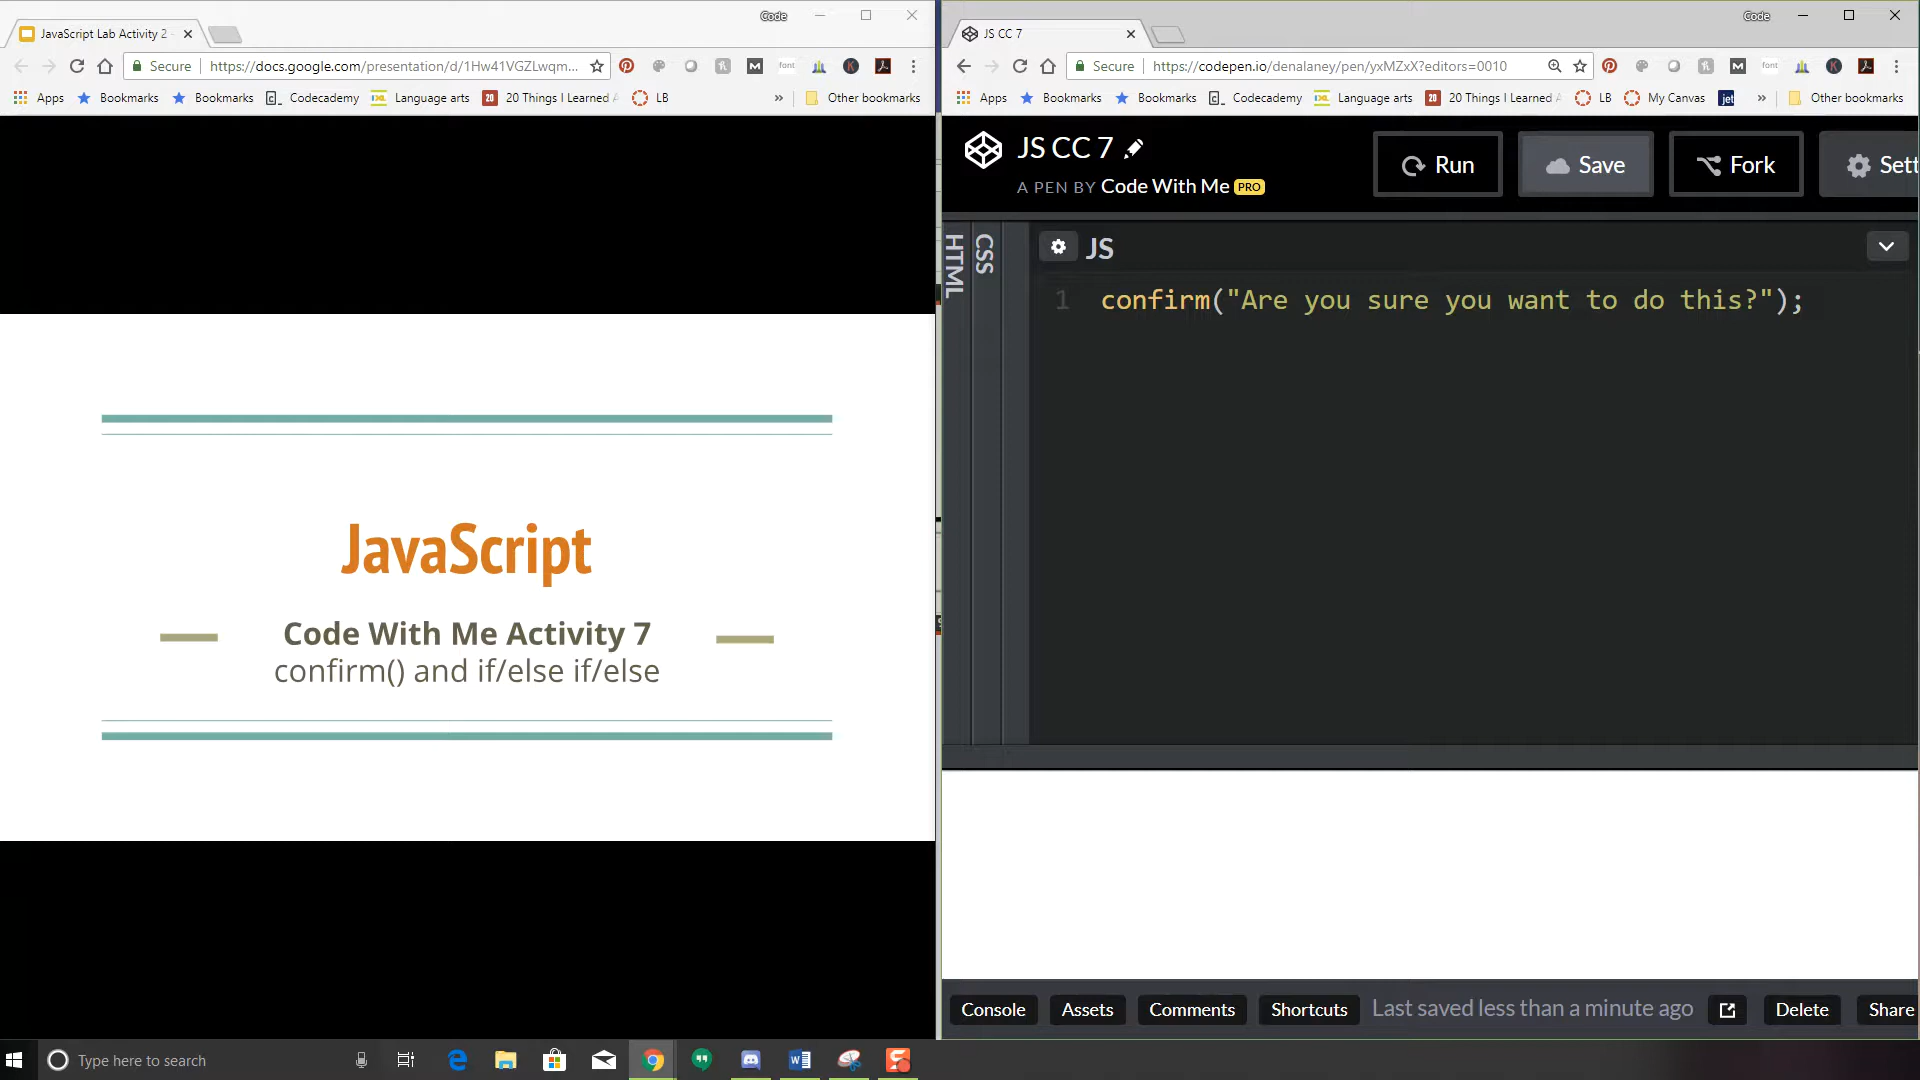 Code
JavaScript Lab Activity 2 -
Secure
https://docs.google.com/presentation/d/1Hw41VGZLwqm...
Apps
Bookmarks
Bookmarks
Codecademy
Language arts
20 Things I Learned
LB
»
Other bookmarks
JavaScript
Code With Me Activity 7
confirm() and if/else if/else
Code
JS CC 7
Secure
https://codepen.io/denalaney/pen/yxMZxX?editors=0010
Apps
Bookmarks
Bookmarks
Codecademy
Language arts
20 Things I Learned
LB
My Canvas
jet
»
Other bookmarks
JS CC 7
A PEN BY Code With Me PRO
Run
Save
Fork
Sett
HTML
CSS
JS
1 confirm("Are you sure you want to do this?");
Console
Assets
Comments
Shortcuts
Last saved less than a minute ago
Delete
Share
Type here to search